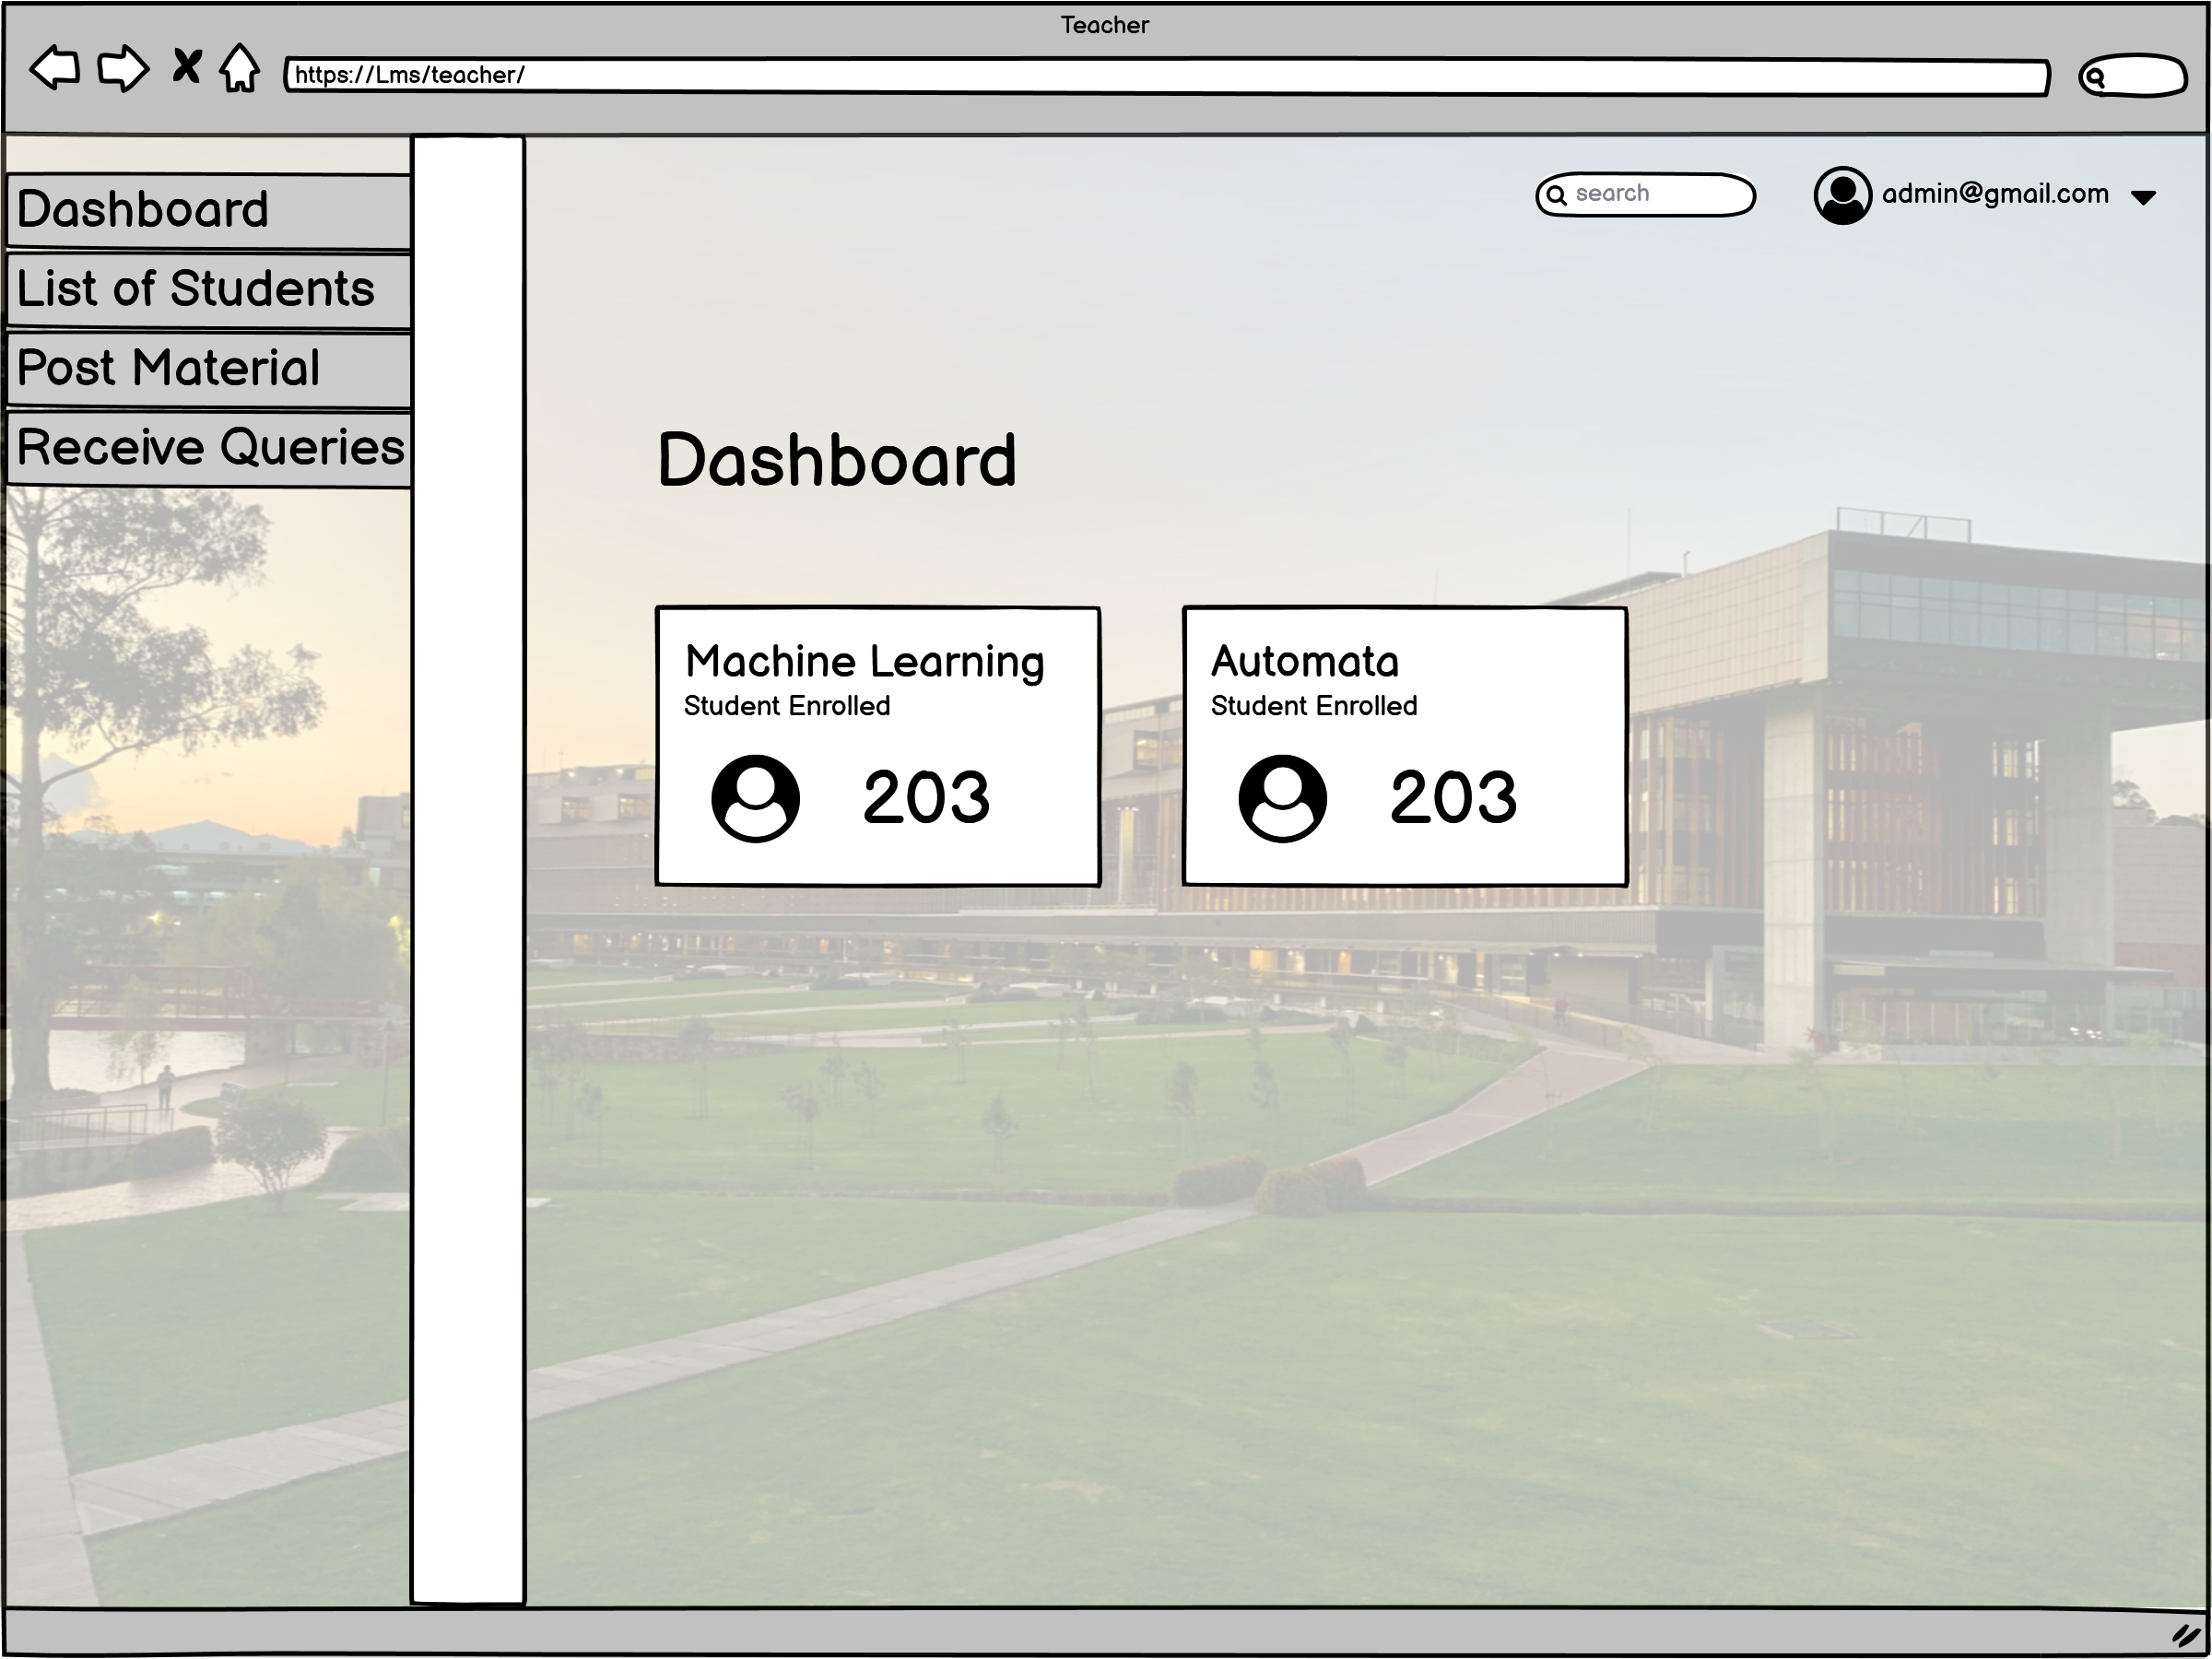 Teacher
https://Lms/teacher/
search
admin@gmail.com
Dashboard
List of Students
Post Material
Receive Queries
Dashboard
Machine Learning
Student Enrolled
203
Automata
Student Enrolled
203